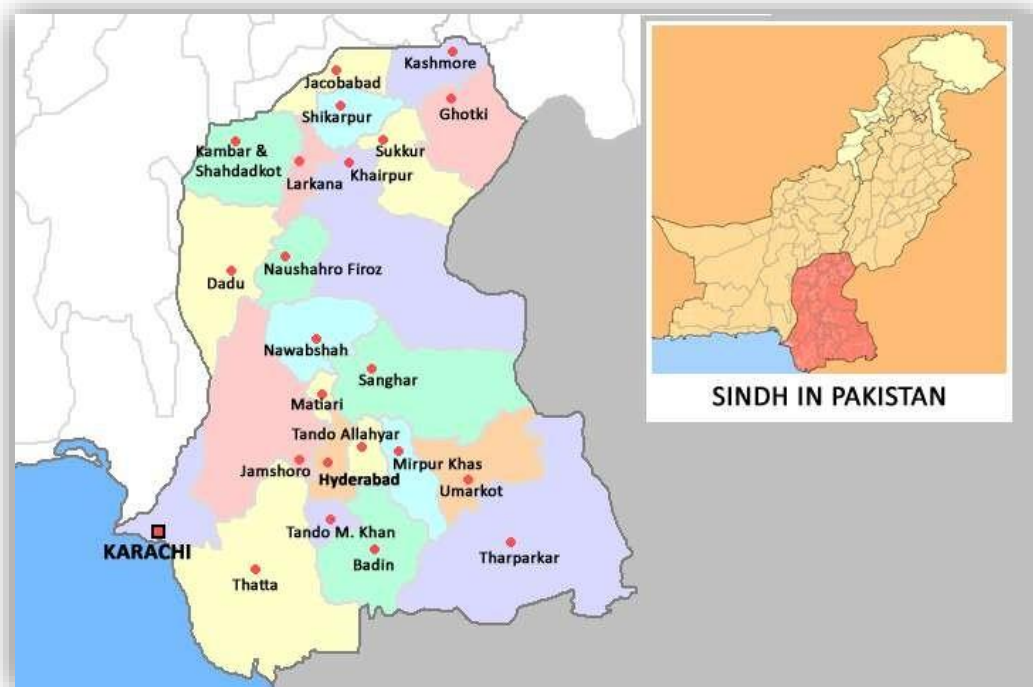 Kashmore
Jacobabad
Shikarpur
Ghotki
Kambar &
Shahdadkot
Sukkur
Larkana
Khairpur
Naushahro Firoz
Dadu
Nawabshah
Sanghar
Matiari
Tando Allahyar
Jamshoro
Hyderabad
Mirpur Khas
Umarkot
Tando M. Khan
KARACHI
Badin
Tharparkar
Thatta
SINDH IN PAKISTAN